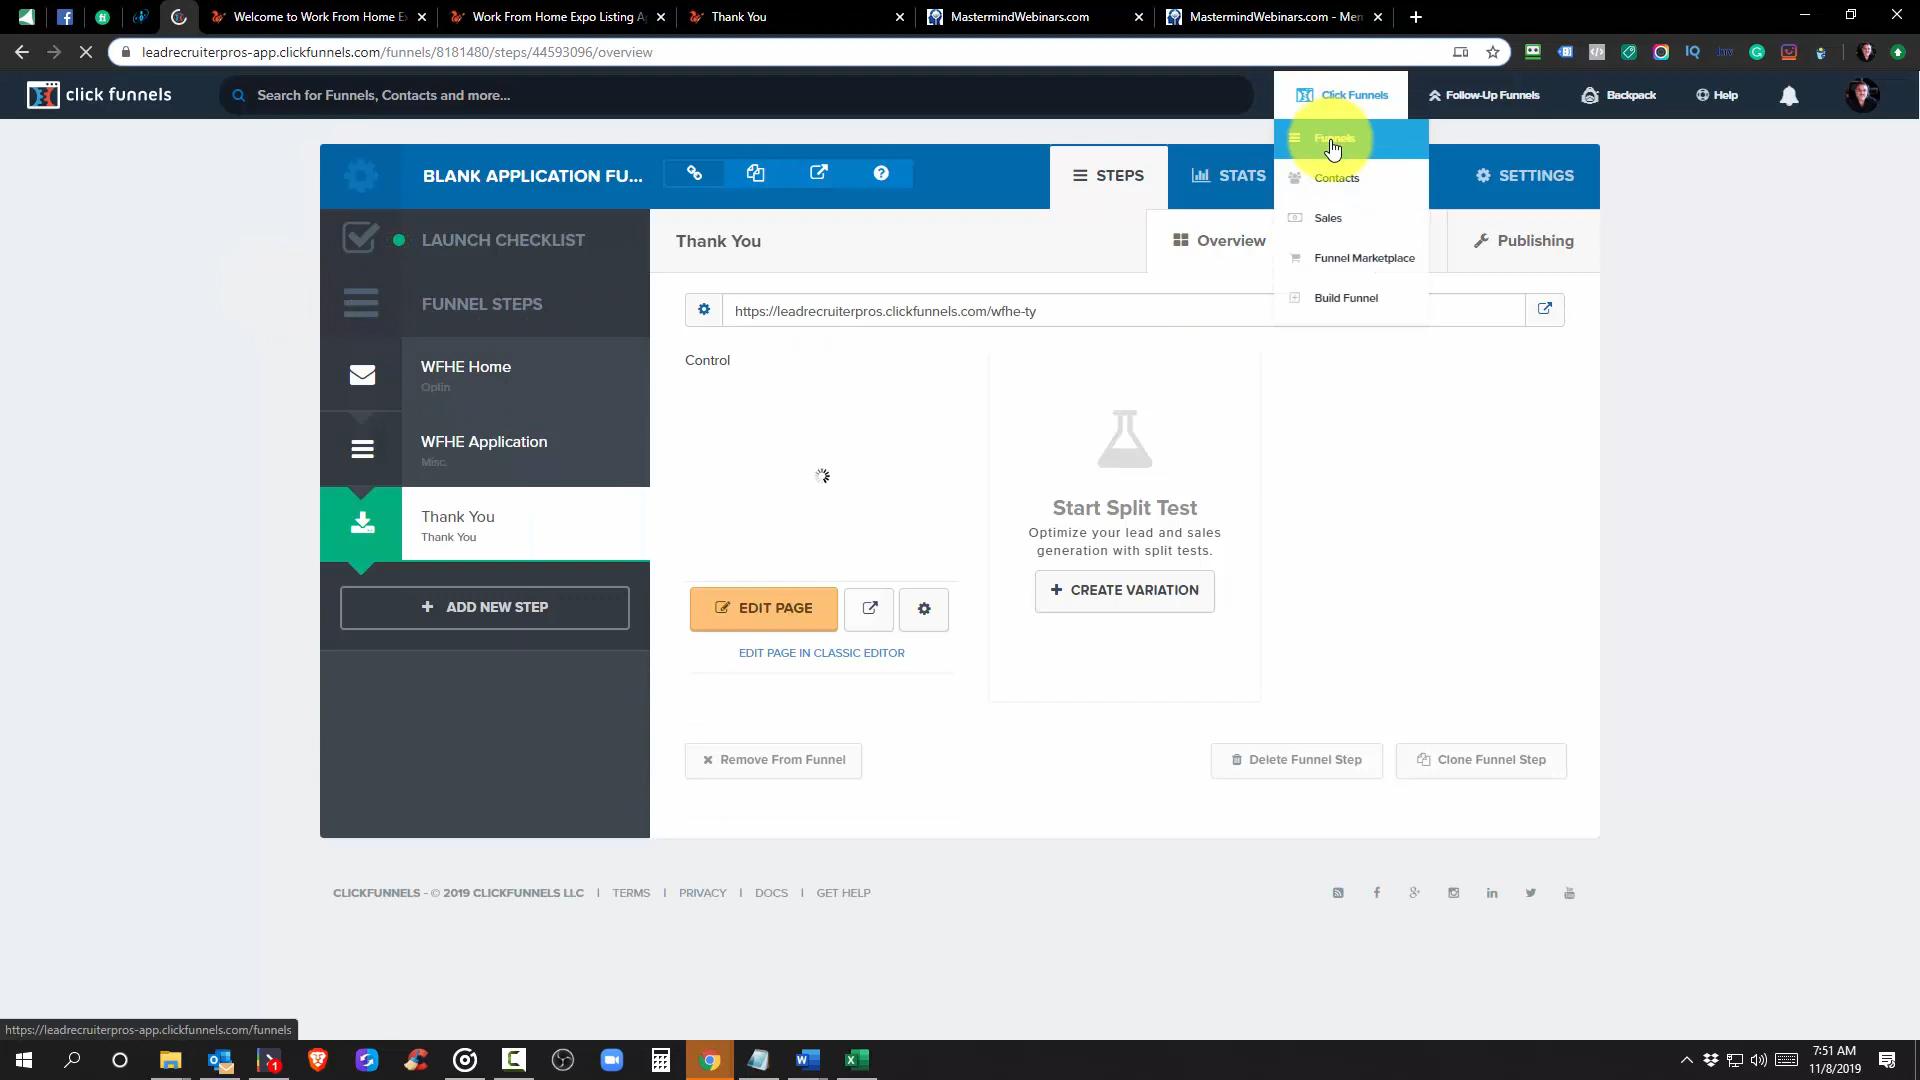 Welcome to Work From Home E
Work From Home Expo Listing A
Thank You
MastermindWebinars.com
MastermindWebinars.com - Mem
leadrecruiterpros-app.clickfunnels.com/funnels/8181480/steps/44593096/overview
click funnels
Search for Funnels, Contacts and more...
Click Funnels
Follow-Up Funnels
Backpack
Help
Funnels
Contacts
Sales
Funnel Marketplace
Build Funnel
BLANK APPLICATION FU...
STEPS
STATS
SETTINGS
LAUNCH CHECKLIST
FUNNEL STEPS
WFHE Home
OptIn
WFHE Application
Misc.
Thank You
Thank You
ADD NEW STEP
Thank You
Overview
Publishing
https://leadrecruiterpros.clickfunnels.com/wfhe-ty
Control
Start Split Test
Optimize your lead and sales
generation with split tests.
CREATE VARIATION
EDIT PAGE
EDIT PAGE IN CLASSIC EDITOR
Remove From Funnel
Delete Funnel Step
Clone Funnel Step
CLICKFUNNELS - © 2019 CLICKFUNNELS LLC | TERMS | PRIVACY | DOCS | GET HELP
https://leadrecruiterpros-app.clickfunnels.com/funnels
7:51 AM
11/8/2019